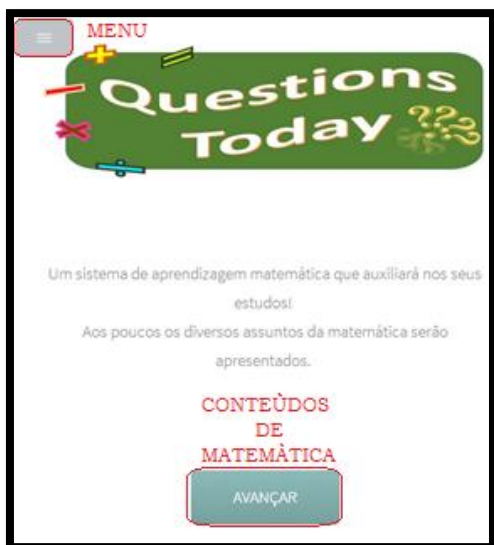 MENU
Questions
Today ???
Um sistema de aprendizagem matemática que auxiliará nos seus
estudos!
Aos poucos os diversos assuntos da matemática serão
apresentados.
CONTEÙDOS
DE
MATEMÀTICA
AVANÇAR